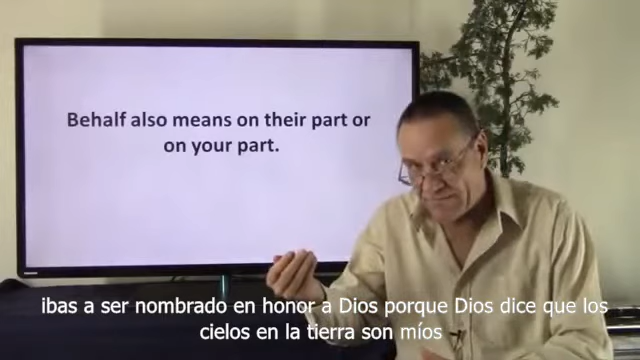 Behalf also means on their part or
on your part.
ibas a ser nombrado en honor a Dios porque Dios dice que los
cielos en la tierra son míos